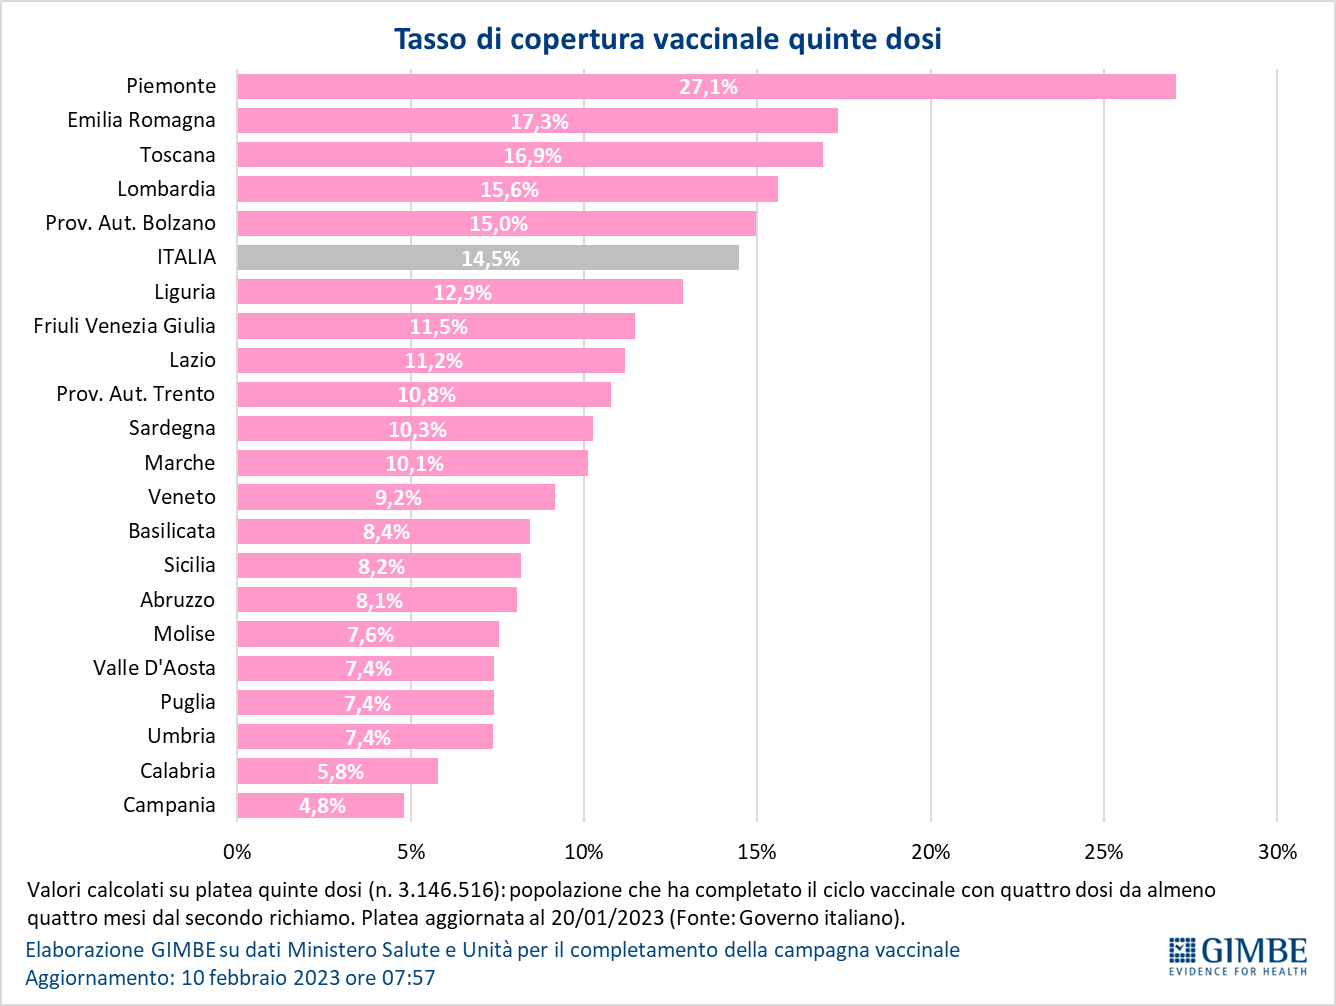 Tasso di copertura vaccinale quinte dosi
Piemonte 27,1%
Emilia Romagna 17,3%
Toscana 16,9%
Lombardia 15,6%
Prov. Aut. Bolzano 15,0%
ITALIA 14,5%
Liguria 12,9%
Friuli Venezia Giulia 11,5%
Lazio 11,2%
Prov. Aut. Trento 10,8%
Sardegna 10,3%
Marche 10,1%
Veneto 9,2%
Basilicata 8,4%
Sicilia 8,2%
Abruzzo 8,1%
Molise 7,6%
Valle D'Aosta 7,4%
Puglia 7,4%
Umbria 7,4%
Calabria 5,8%
Campania 4,8%
0% 5% 10% 15% 20% 25% 30%
Valori calcolati su platea quinte dosi (n. 3.146.516): popolazione che ha completato il ciclo vaccinale con quattro dosi da almeno
quattro mesi dal secondo richiamo. Platea aggiornata al 20/01/2023 (Fonte: Governo italiano).
Elaborazione GIMBE su dati Ministero Salute e Unità per il completamento della campagna vaccinale
Aggiornamento: 10 febbraio 2023 ore 07:57
GIMBE
EVIDENCE FOR HEALTH